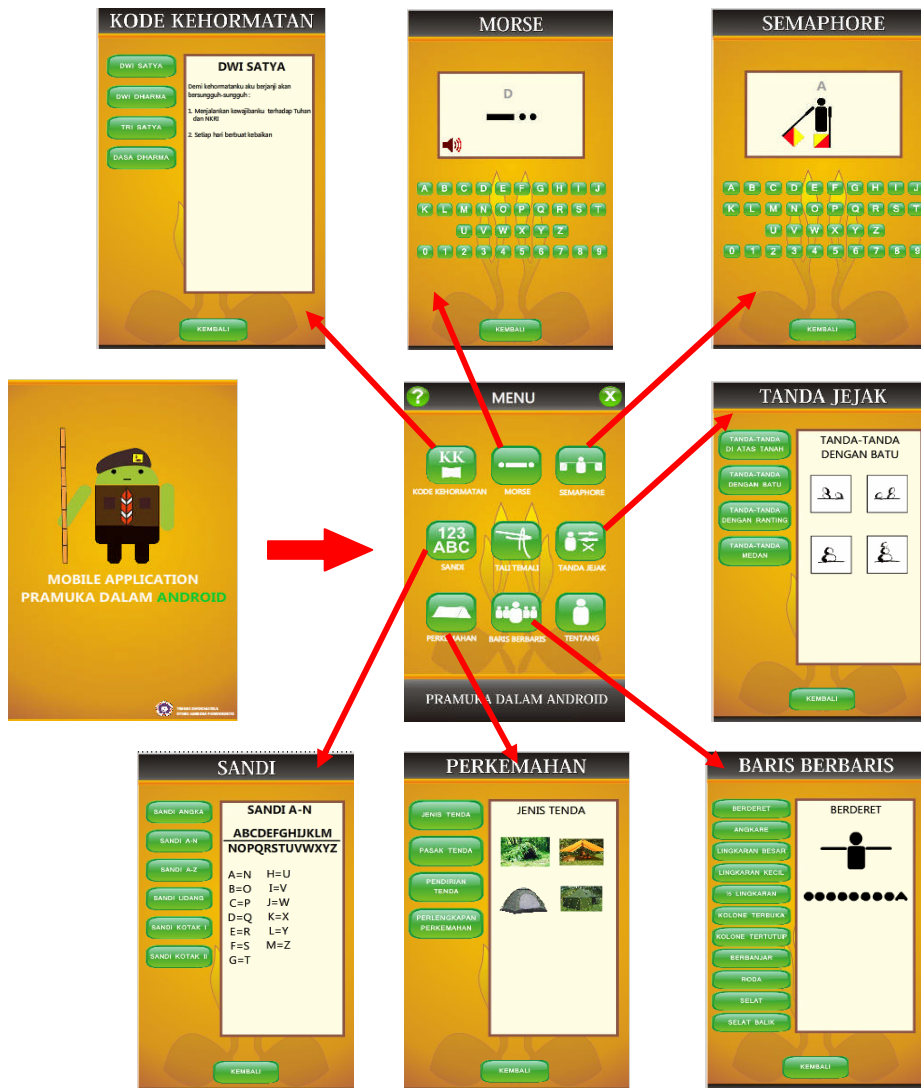 KODE KEHORMATAN
DWI SATYA
DWI DHARMA
TRI SATYA
DASA DHARMA
DWI SATYA
Demi kehormatanku aku berjanji akan
bersungguh-sungguh :
1. Menjalankan kewajibanku terhadap Tuhan
dan NKRI
2. Setiap hari berbuat kebaikan
KEMBALI
MORSE
D
A B C D E F G H I J
K L M N O P Q R S T
U V W X Y Z
0 1 2 3 4 5 6 7 8 9
KEMBALI
SEMAPHORE
A
A B C D E F G H I J
K L M N O P Q R S T
U V W X Y Z
0 1 2 3 4 5 6 7 8 9
KEMBALI
MOBILE APPLICATION
PRAMUKA DALAM ANDROID
? MENU X
KK
KODE KEHORMATAN
MORSE
SEMAPHORE
123
ABC
SANDI
TALI TEMALI
TANDA JEJAK
PERKEMAHAN
BARIS BERBARIS
TENTANG
PRAMUKA DALAM ANDROID
TANDA JEJAK
TANDA-TANDA
DI ATAS TANAH
TANDA-TANDA
DENGAN BATU
TANDA-TANDA
DENGAN RANTING
TANDA-TANDA
MEDAN
TANDA-TANDA
DENGAN BATU
KEMBALI
SANDI
SANDI ANGKA
SANDI A-N
SANDI A-Z
SANDI UDANG
SANDI KOTAK I
SANDI KOTAK II
SANDI A-N
ABCDEFGHIJKLM
NOPQRSTUVWXYZ
A=N H=U
B=O I=V
C=P J=W
D=Q K=X
E=R L=Y
F=S M=Z
G=T
KEMBALI
PERKEMAHAN
JENIS TENDA
PASAK TENDA
PENDIRIAN
TENDA
PERLENGKAPAN
PERKEMAHAN
JENIS TENDA
KEMBALI
BARIS BERBARIS
BERDERET
ANGKARE
LINGKARAN BESAR
LINGKARAN KECIL
½ LINGKARAN
KOLONE TERBUKA
KOLONE TERTUTUP
BERBANJAR
RODA
SELAT
SELAT BALIK
BERDERET
KEMBALI